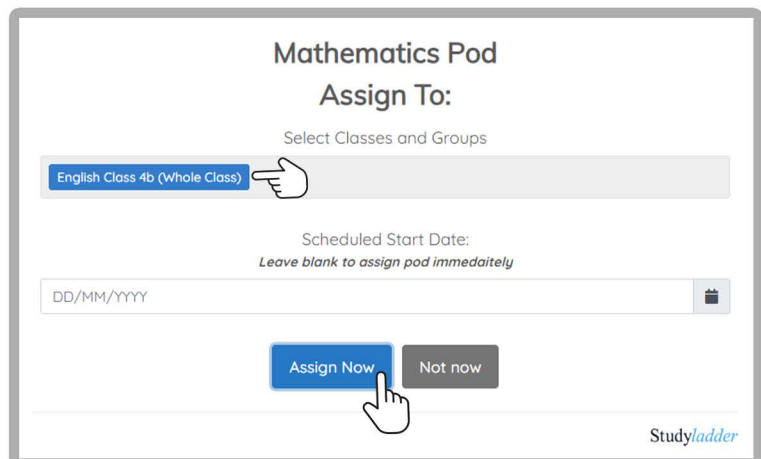 Mathematics Pod
Assign To:
Select Classes and Groups
English Class 4b (Whole Class)
Scheduled Start Date:
Leave blank to assign pod immedaitely
DD/MM/YYYY
Assign Now
Not now
Studyladder